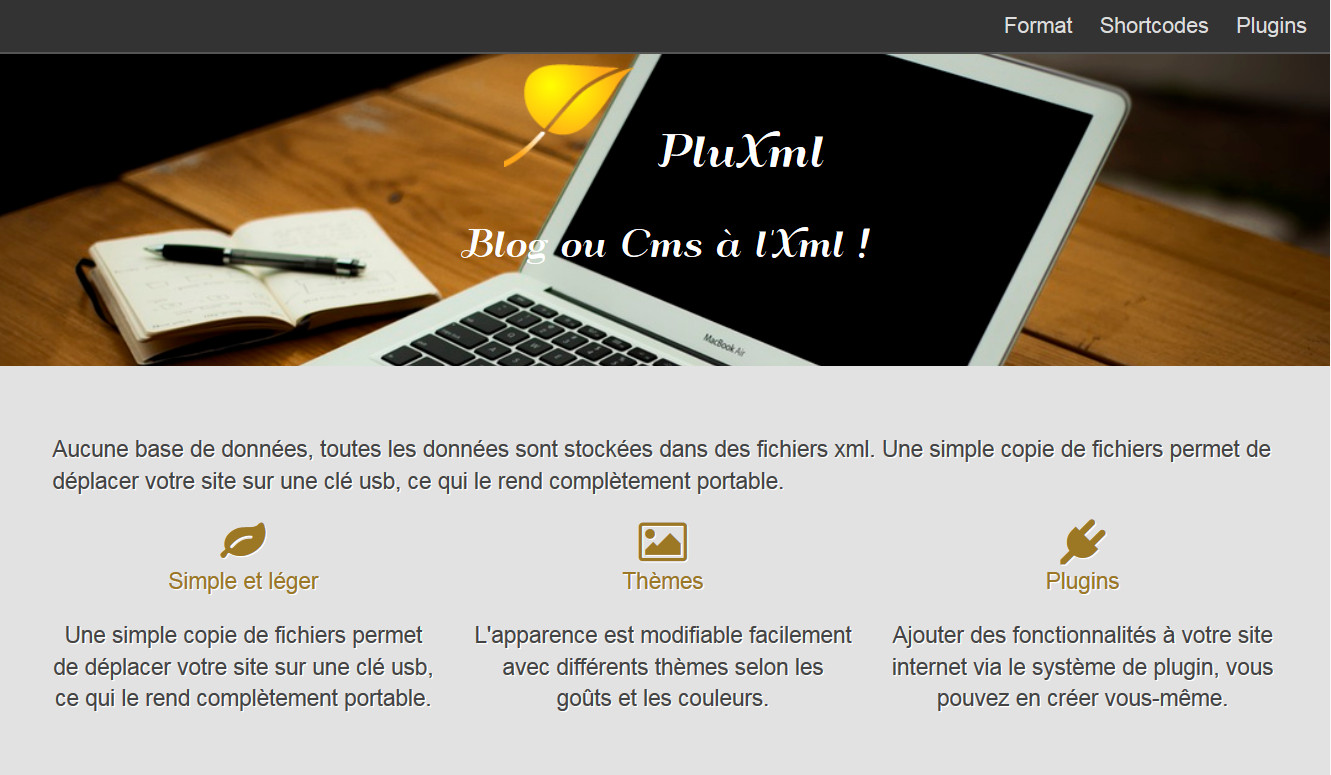 Format Shortcodes Plugins
PluXml
Blog ou Cms à l'Xml !
MacBook Air
Aucune base de données, toutes les données sont stockées dans des fichiers xml. Une simple copie de fichiers permet de
déplacer votre site sur une clé usb, ce qui le rend complètement portable.
Simple et léger
Thèmes
Plugins
Une simple copie de fichiers permet
de déplacer votre site sur une clé usb,
ce qui le rend complètement portable.
L'apparence est modifiable facilement
avec différents thèmes selon les
goûts et les couleurs.
Ajouter des fonctionnalités à votre site
internet via le système de plugin, vous
pouvez en créer vous-même.